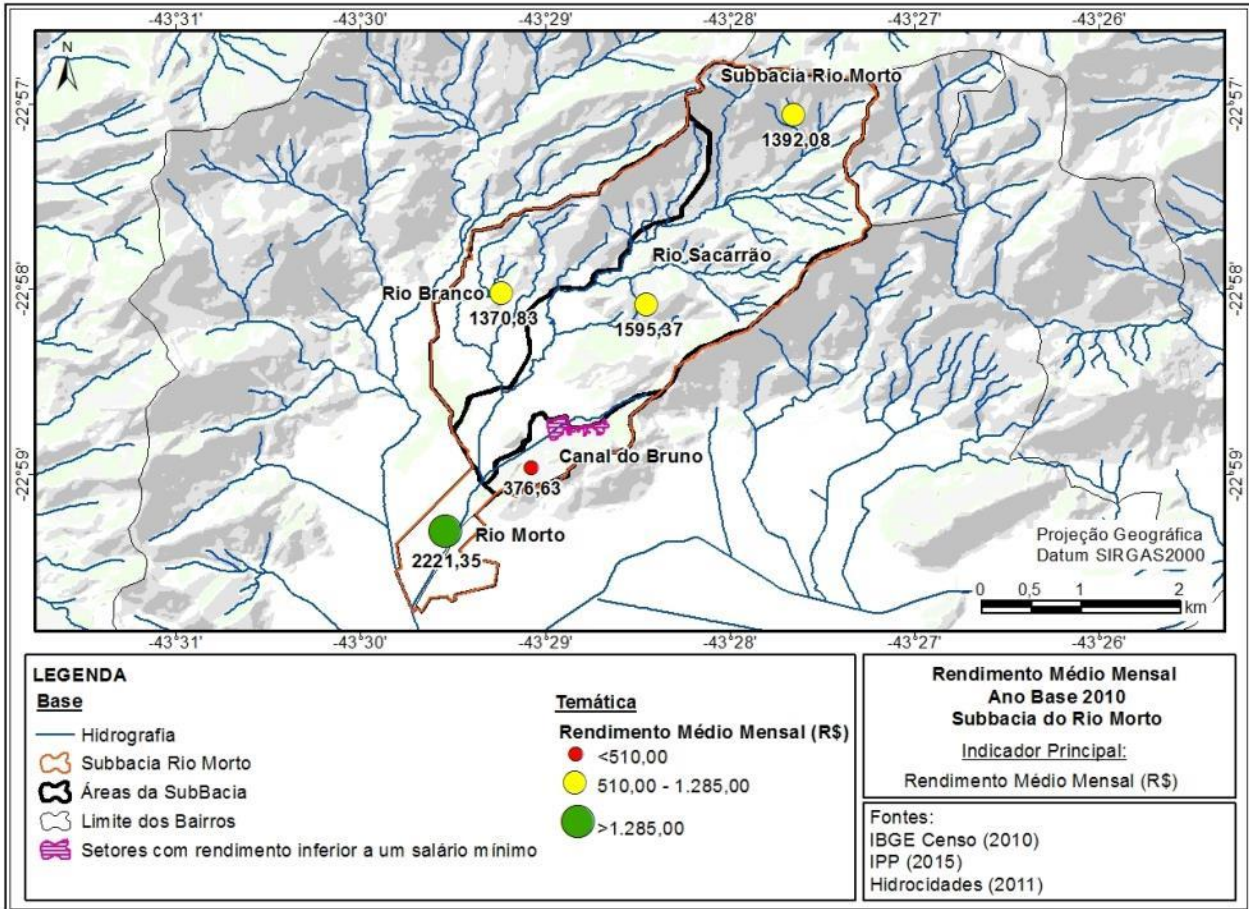 -43°31' -43°30' -43°29' -43°28' -43°27' -43°26'
N
Subbacia Rio Morto
-22°57' -22°57'
1392,08
Rio Sacarrão
-22°58' -22°58'
Rio Branco
1370,83
1595,37
Canal do Bruno
-22°59' -22°59'
376,63
Rio Morto
2221,35
Projeção Geográfica
Datum SIRGAS2000
0 0,5 1 2
km
-43°31' -43°30' -43°29' -43°28' -43°27' -43°26'
LEGENDA
Base
Hidrografia
Subbacia Rio Morto
Áreas da SubBacia
Limite dos Bairros
Setores com rendimento inferior a um salário mínimo
Temática
Rendimento Médio Mensal (R$)
<510,00
510,00 - 1.285,00
>1.285,00
Rendimento Médio Mensal
Ano Base 2010
Subbacia do Rio Morto
Indicador Principal:
Rendimento Médio Mensal (R$)
Fontes:
IBGE Censo (2010)
IPP (2015)
Hidrocidades (2011)